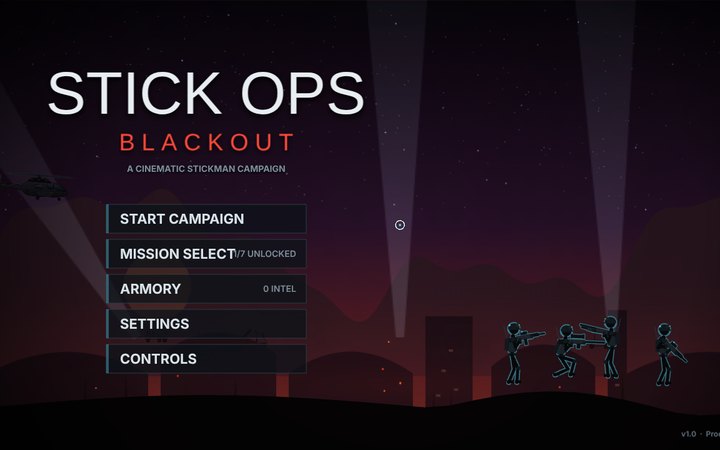 STICK OPS
BLACKOUT
A CINEMATIC STICKMAN CAMPAIGN
START CAMPAIGN
MISSION SELECT 1/7 UNLOCKED
ARMORY 0 INTEL
SETTINGS
CONTROLS
v1.0 · Pro